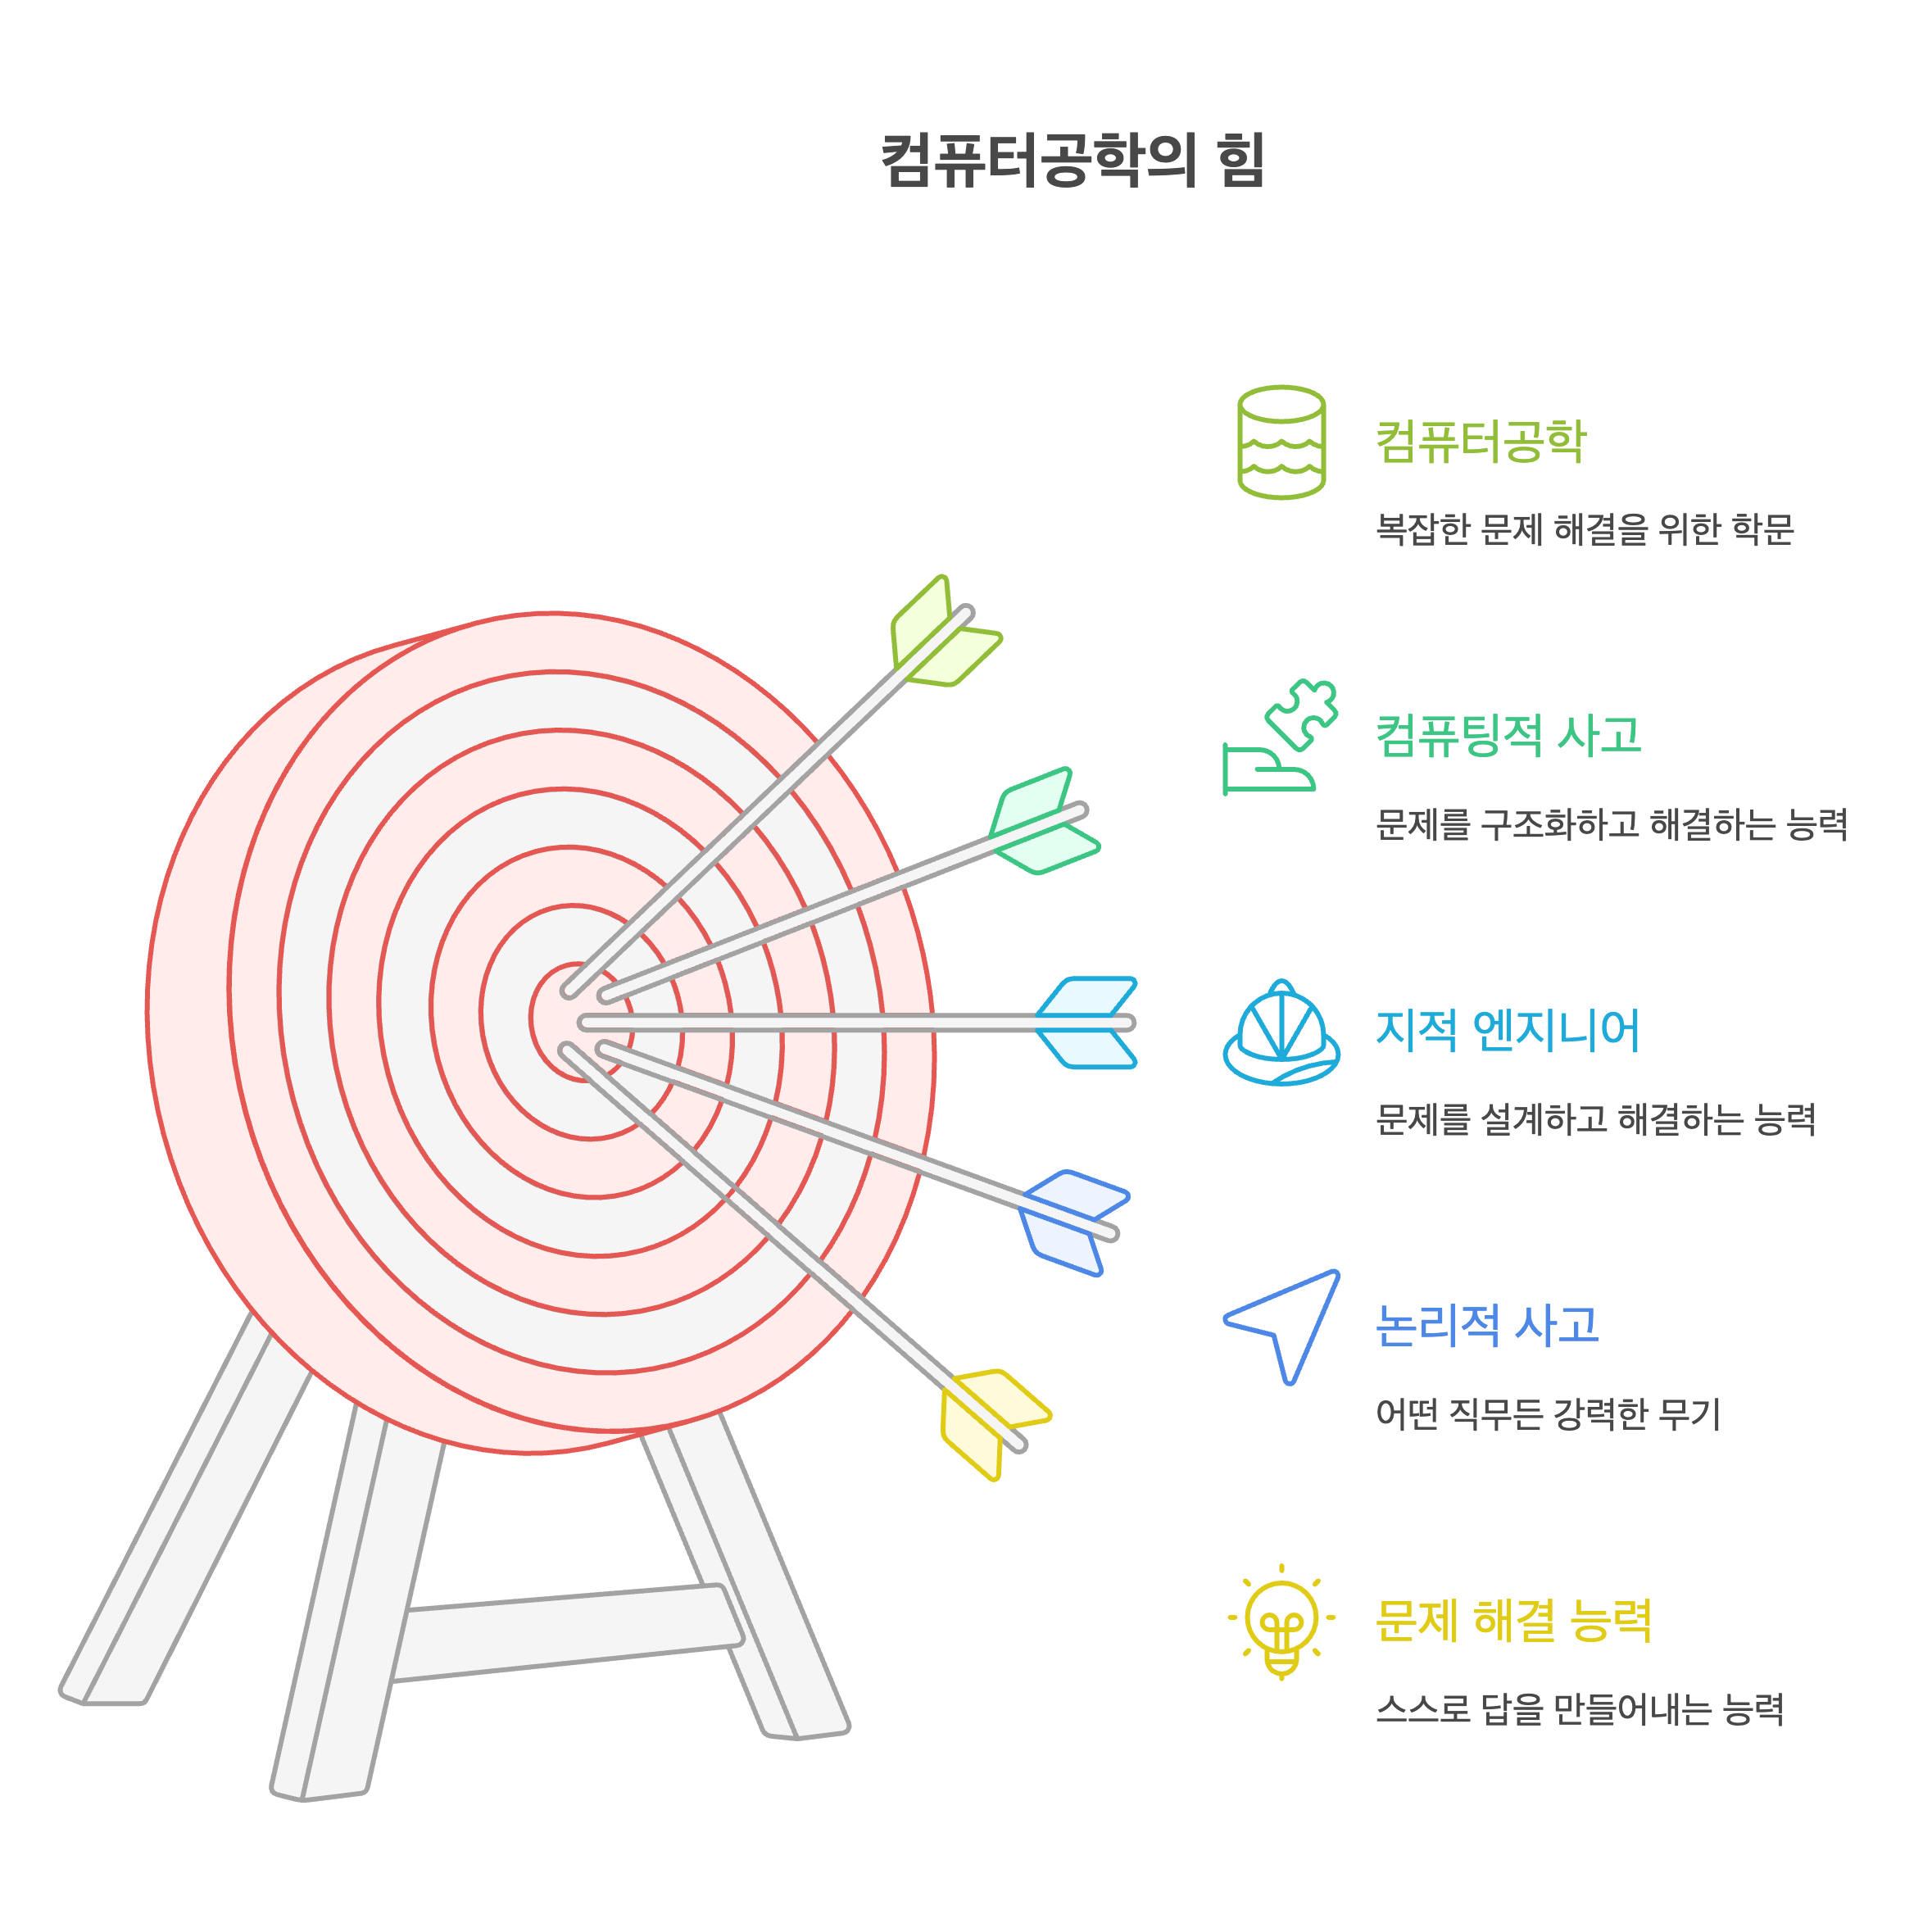 컴퓨터공학의 힘
컴퓨터공학
복잡한 문제 해결을 위한 학문
컴퓨팅적 사고
문제를 구조화하고 해결하는 능력
지적 엔지니어
문제를 설계하고 해결하는 능력
논리적 사고
어떤 직무든 강력한 무기
문제 해결 능력
스스로 답을 만들어내는 능력